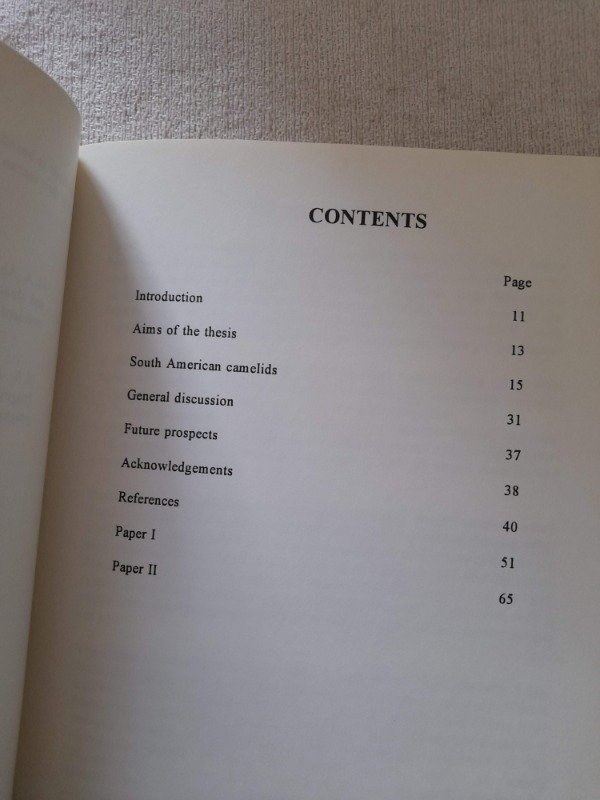 CONTENTS
Page
Introduction 11
Aims of the thesis 13
South American camelids 15
General discussion 31
Future prospects 37
Acknowledgements 38
References 40
Paper I 51
Paper II 65